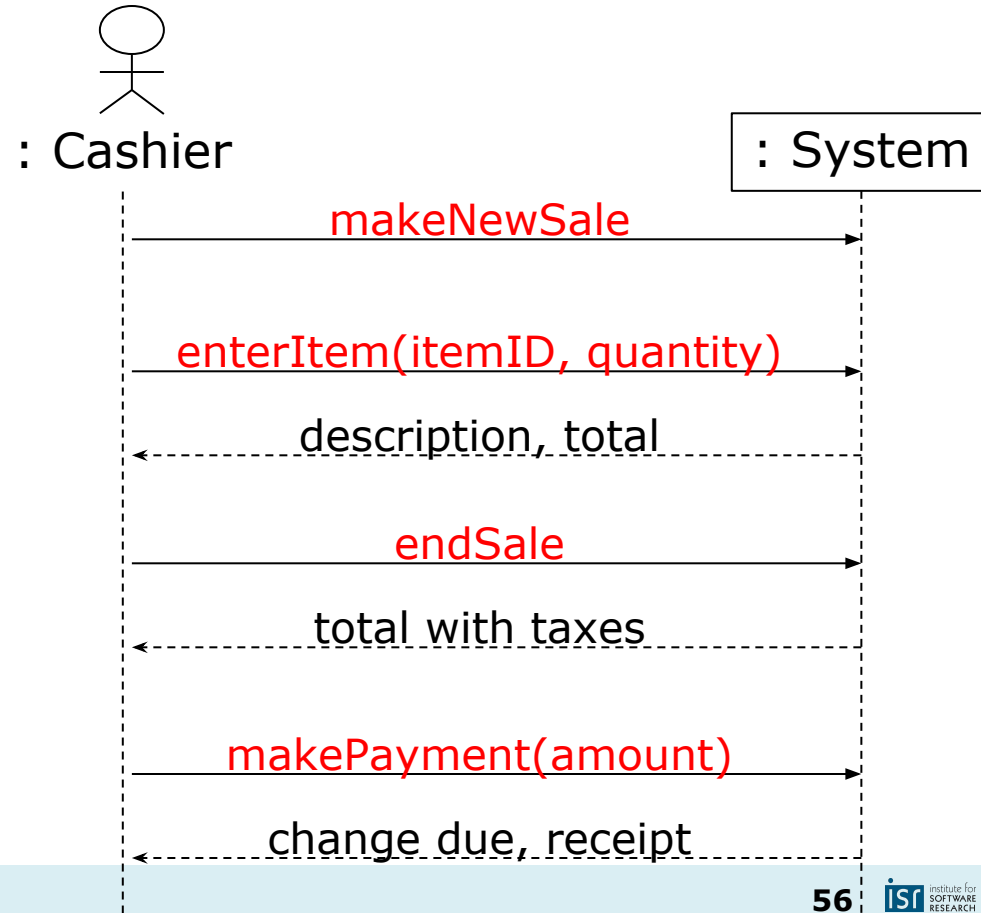 : Cashier
: System
makeNewSale
enterItem(itemID, quantity)
description, total
endSale
total with taxes
makePayment(amount)
change due, receipt
56
isr
institute for
SOFTWARE
RESEARCH